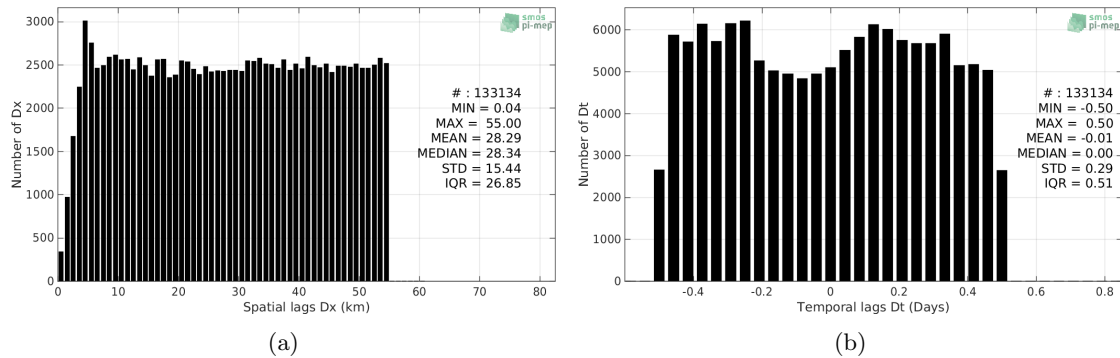 3000
2500
2000
1500
1000
500
0
Number of Dx
smos
pi-mep
# : 133134
MIN = 0.04
MAX = 55.00
MEAN = 28.29
MEDIAN = 28.34
STD = 15.44
IQR = 26.85
0 10 20 30 40 50 60 70 80
Spatial lags Dx (km)
(a)
6000
5000
4000
3000
2000
1000
0
Number of Dt
smos
pi-mep
# : 133134
MIN = -0.50
MAX = 0.50
MEAN = -0.01
MEDIAN = 0.00
STD = 0.29
IQR = 0.51
-0.4 -0.2 0 0.2 0.4 0.6 0.8
Temporal lags Dt (Days)
(b)